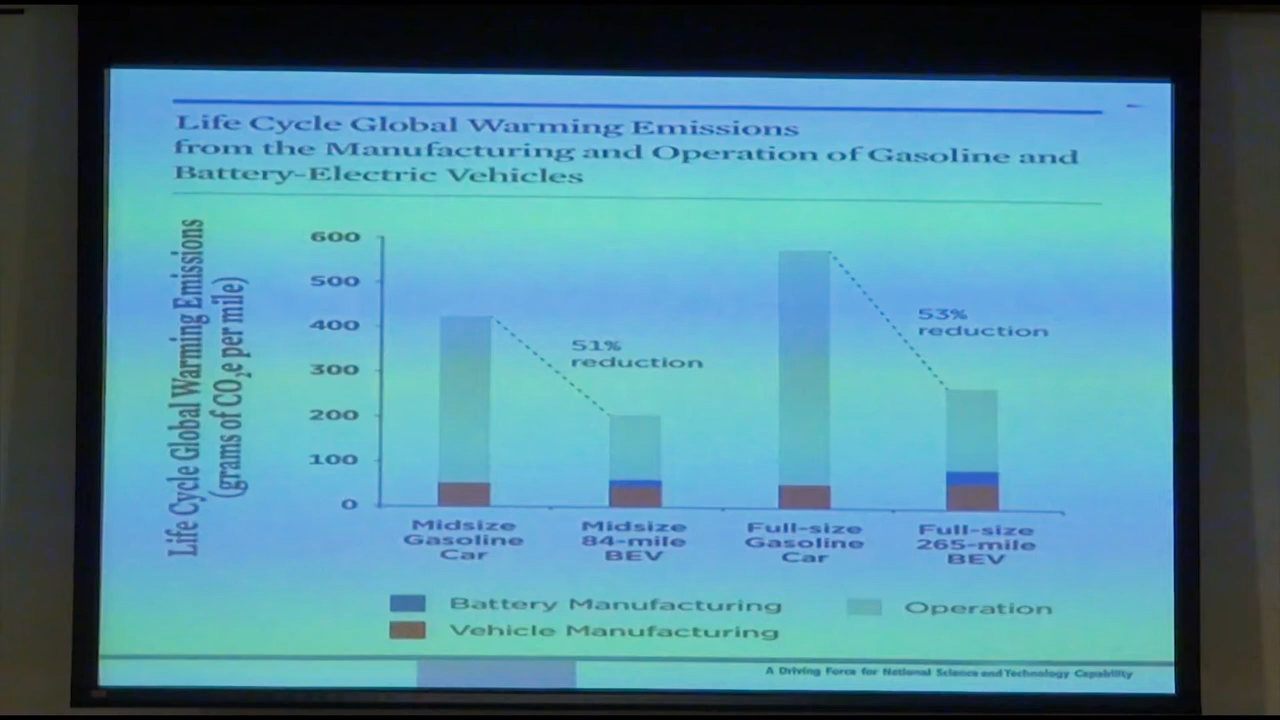 Life Cycle Global Warming Emissions
from the Manufacturing and Operation of Gasoline and
Battery-Electric Vehicles
Life Cycle Global Warming Emissions
(grams of CO₂e per mile)
600
500
400
300
200
100
0
51%
reduction
53%
reduction
Midsize
Gasoline
Car
Midsize
84-mile
BEV
Full-size
Gasoline
Car
Full-size
265-mile
BEV
Battery Manufacturing
Operation
Vehicle Manufacturing
A Driving Force for National Science and Technology Capability